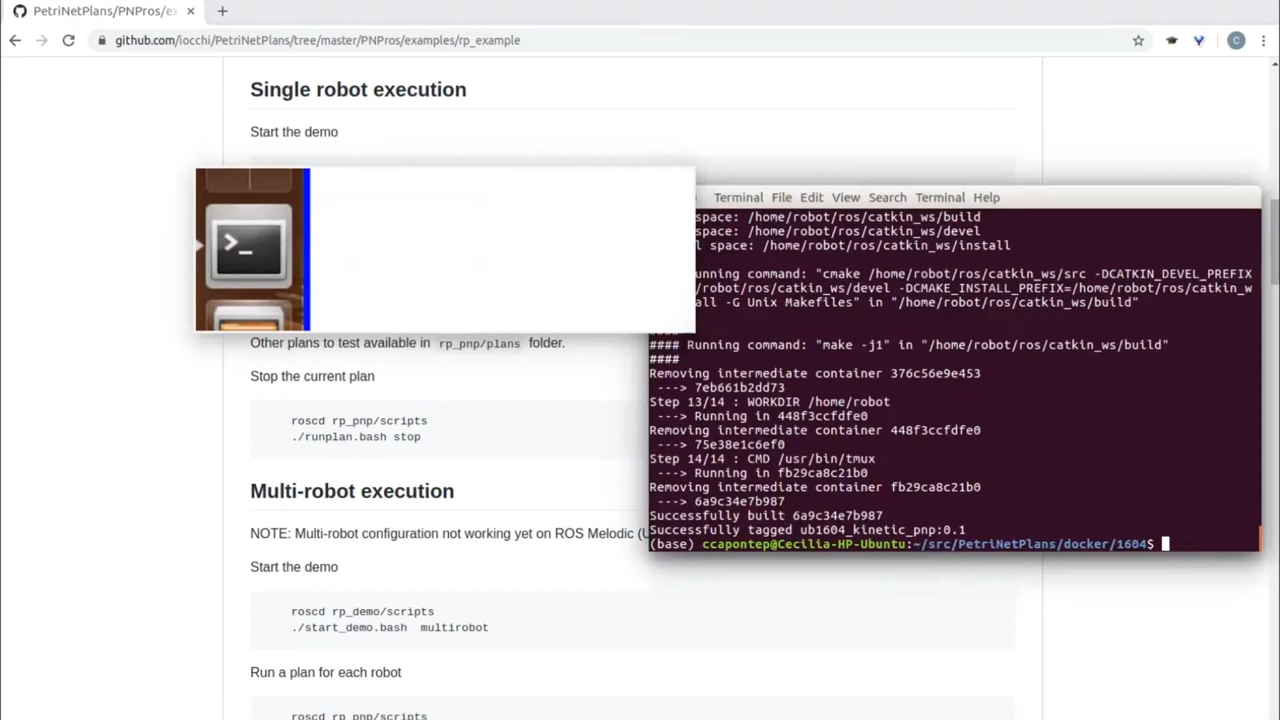 PetriNetPlans/PNPros/ex
github.com/iocchi/PetriNetPlans/tree/master/PNPros/examples/rp_example
C
Single robot execution
Start the demo
>_
Terminal File Edit View Search Terminal Help
space: /home/robot/ros/catkin_ws/build
space: /home/robot/ros/catkin_ws/devel
l space: /home/robot/ros/catkin_ws/install
unning command: "cmake /home/robot/ros/catkin_ws/src -DCATKIN_DEVEL_PREFIX
ros/catkin_ws/devel -DCMAKE_INSTALL_PREFIX=/home/robot/ros/catkin_w
all -G Unix Makefiles" in "/home/robot/ros/catkin_ws/build"
####
#### Running command: "make -j1" in "/home/robot/ros/catkin_ws/build"
####
Removing intermediate container 376c56e9e453
---> 7eb661b2dd73
Step 13/14 : WORKDIR /home/robot
---> Running in 448f3ccfdfe0
Removing intermediate container 448f3ccfdfe0
---> 75e38e1c6ef0
Step 14/14 : CMD /usr/bin/tmux
---> Running in fb29ca8c21b0
Removing intermediate container fb29ca8c21b0
---> 6a9c34e7b987
Successfully built 6a9c34e7b987
Successfully tagged ub1604_kinetic_pnp:0.1
(base) ccapontep@Cecilia-HP-Ubuntu:~/src/PetriNetPlans/docker/1604$
Other plans to test available in rp_pnp/plans folder.
Stop the current plan
roscd rp_pnp/scripts
./runplan.bash stop
Multi-robot execution
NOTE: Multi-robot configuration not working yet on ROS Melodic (U
Start the demo
roscd rp_demo/scripts
./start_demo.bash multirobot
Run a plan for each robot
roscd rp_pnp/scripts